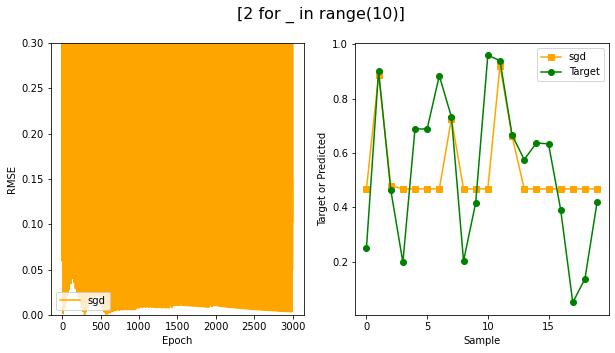 [2 for _ in range(10)]
0.30
0.25
0.20
0.15
0.10
0.05
0.00
RMSE
0
500
1000
1500
2000
2500
3000
Epoch
sgd
1.0
0.8
0.6
0.4
0.2
Target or Predicted
0
5
10
15
Sample
sgd
Target